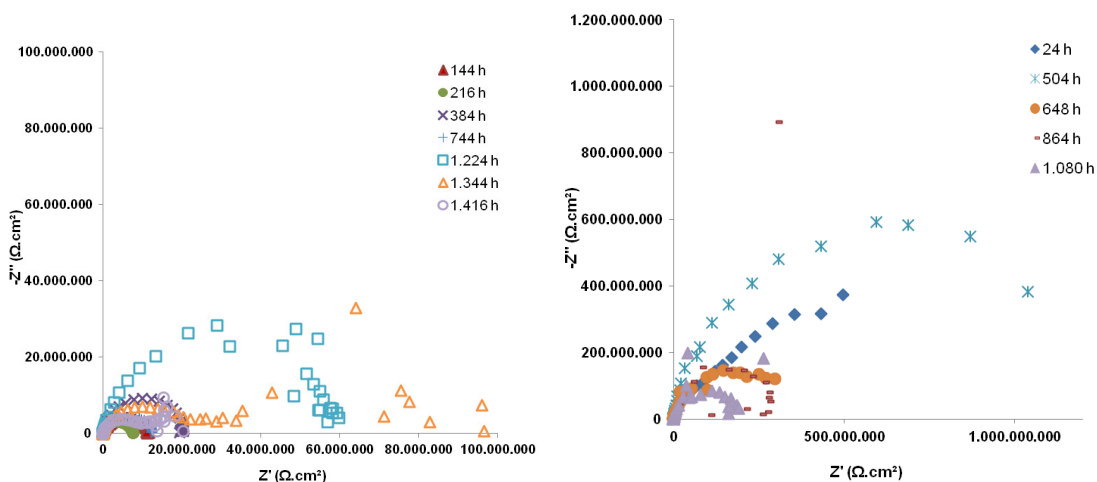 100.000.000
80.000.000
60.000.000
40.000.000
20.000.000
0
-Z'' (Ω.cm²)
0
20.000.000
40.000.000
60.000.000
80.000.000
100.000.000
Z' (Ω.cm²)
144 h
216 h
384 h
744 h
1.224 h
1.344 h
1.416 h
1.200.000.000
1.000.000.000
800.000.000
600.000.000
400.000.000
200.000.000
0
-Z'' (Ω.cm²)
0
500.000.000
1.000.000.000
Z' (Ω.cm²)
24 h
504 h
648 h
864 h
1.080 h